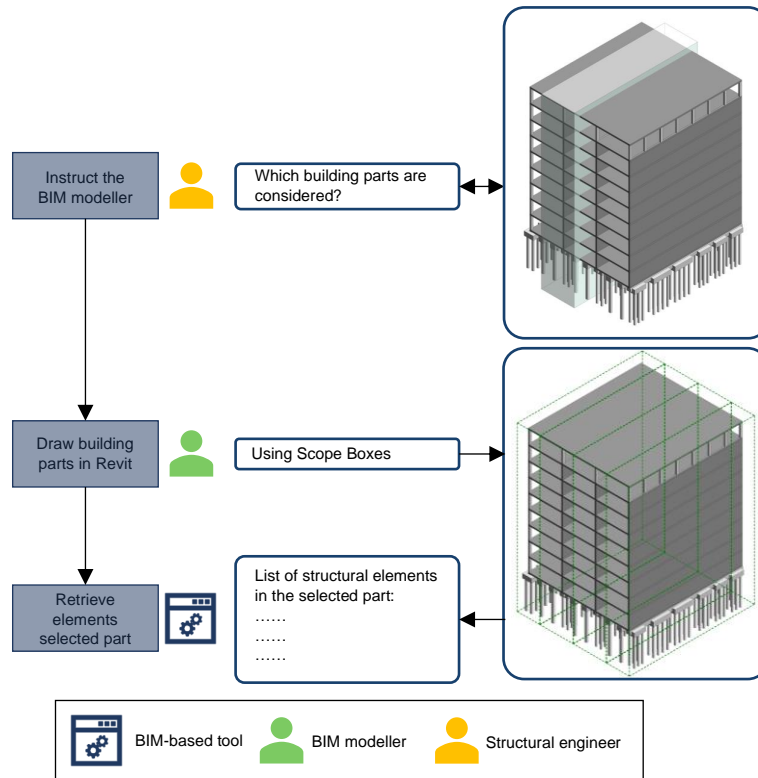 Instruct the
BIM modeller
Which building parts are
considered?
Draw building
parts in Revit
Using Scope Boxes
Retrieve
elements
selected part
List of structural elements
in the selected part:
……
……
……
BIM-based tool
BIM modeller
Structural engineer